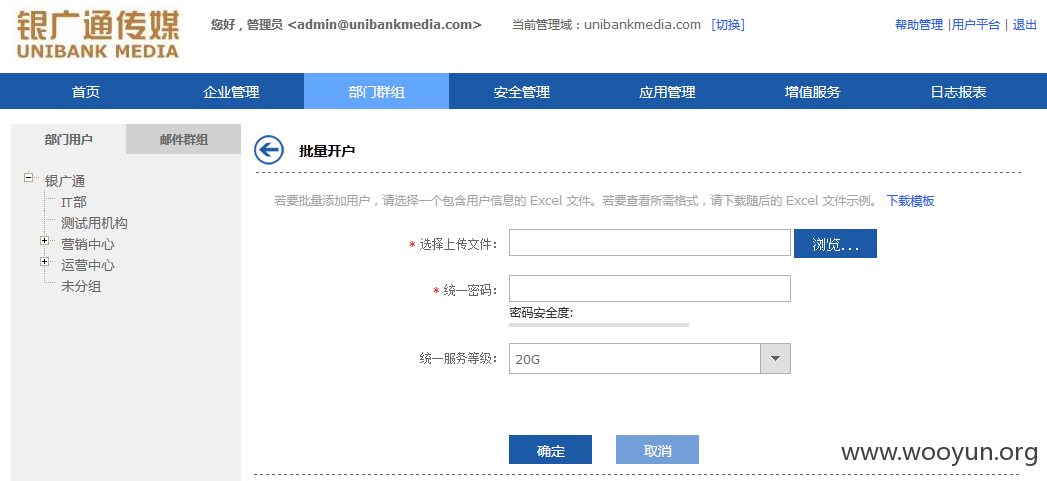 银广通传媒
UNIBANK MEDIA
您好，管理员 <admin@unibankmedia.com> 当前管理域：unibankmedia.com [切换] 帮助管理 |用户平台 | 退出
首页 企业管理 部门群组 安全管理 应用管理 增值服务 日志报表
部门用户 邮件群组
银广通
IT部
测试用机构
营销中心
运营中心
未分组
批量开户
若要批量添加用户，请选择一个包含用户信息的 Excel 文件。若要查看所需格式，请下载随后的 Excel 文件示例。 下载模板
* 选择上传文件： 浏览...
* 统一密码：
密码安全度:
统一服务等级： 20G
确定 取消
www.wooyun.org